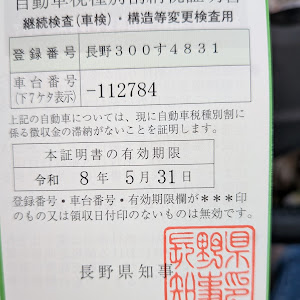 自動車税種別割納税証明書
継続検査(車検)・構造等変更検査用
登録番号 長野300す4831
車台番号
(下7ケタ表示) -112784
上記の自動車については、現に自動車税種別割に
係る徴収金の滞納がないことを証明します。
本証明書の有効期限
令和 8年 5月31日
登録番号・車台番号・有効期限欄が＊＊＊印
のもの又は領収日付印のないものは無効です。
長野県知事